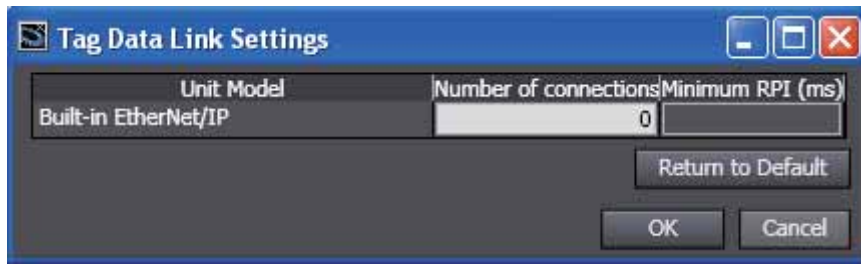 Tag Data Link Settings
Unit Model Number of connections Minimum RPI (ms)
Built-in EtherNet/IP 0
Return to Default
OK Cancel